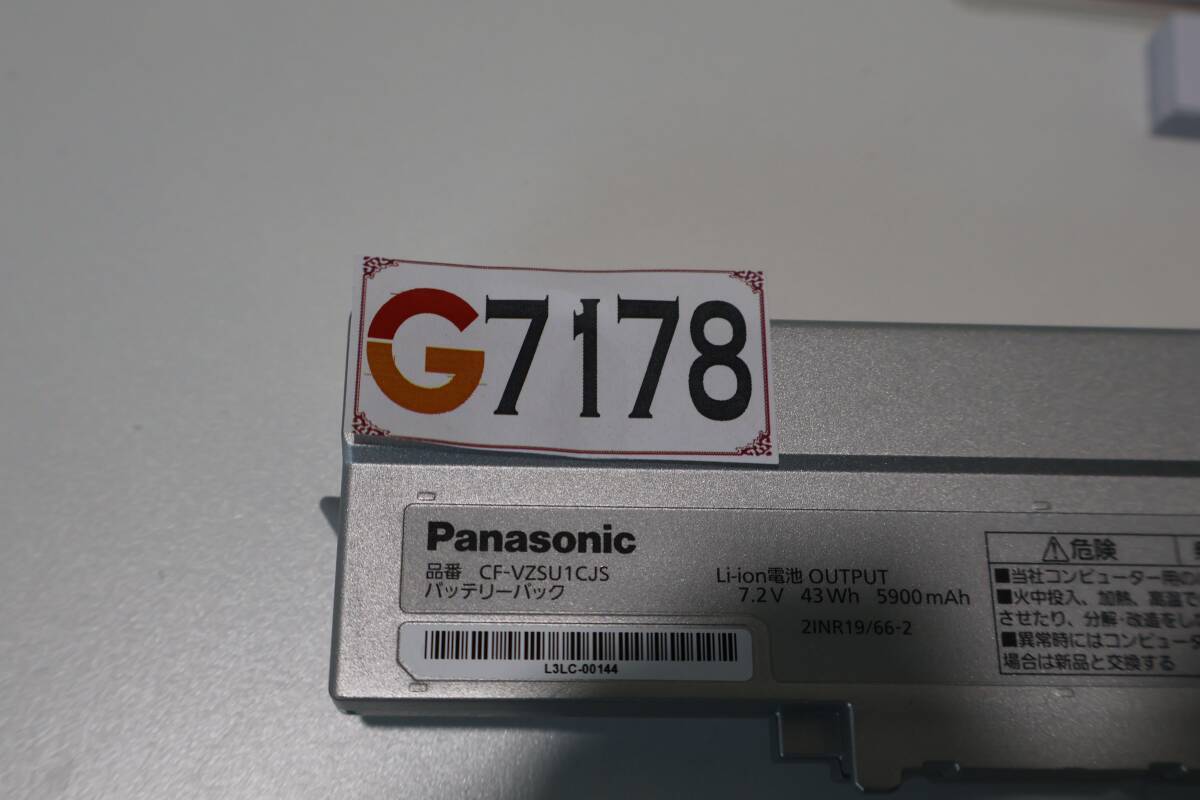 G7178
Panasonic
品番 CF-VZSU1CJS
バッテリーパック
L3LC-00144
Li-ion電池 OUTPUT
7.2V 43Wh 5900mAh
2INR19/66-2
⚠危険
■当社コンピューター用の
■火中投入、加熱、高温で
させたり、分解・改造をし
■異常時にはコンピュータ
場合は新品と交換する